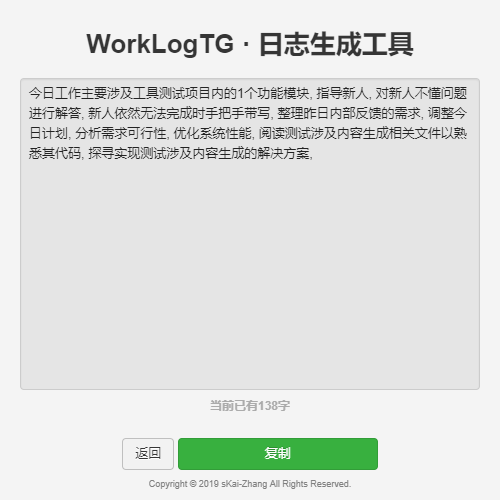 WorkLogTG · 日志生成工具
今日工作主要涉及工具测试项目内的1个功能模块, 指导新人, 对新人不懂问题
进行解答, 新人依然无法完成时手把手带写, 整理昨日内部反馈的需求, 调整今
日计划, 分析需求可行性, 优化系统性能, 阅读测试涉及内容生成相关文件以熟
悉其代码, 探寻实现测试涉及内容生成的解决方案,
当前已有138字
返回 复制
Copyright © 2019 sKai-Zhang All Rights Reserved.